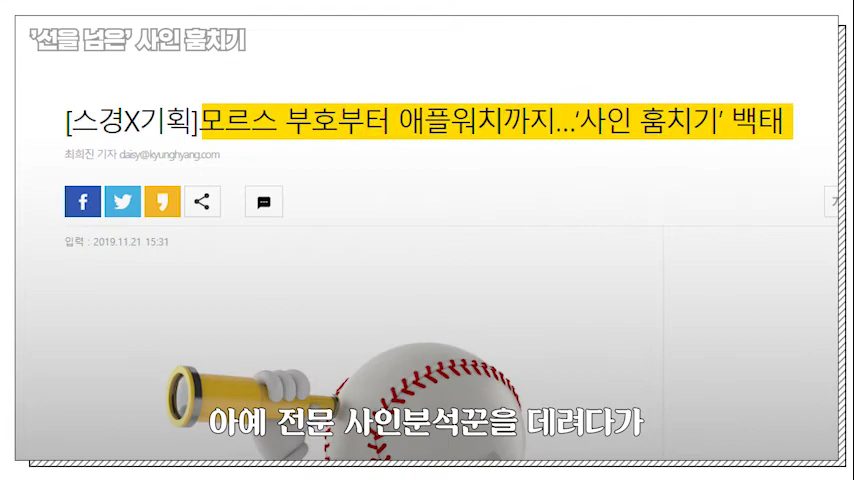 '선을 넘은' 사인 훔치기
[스경X기획]모르스 부호부터 애플워치까지…'사인 훔치기' 백태
최희진 기자 daisy@kyunghyang.com
입력 : 2019.11.21 15:31
아예 전문 사인분석꾼을 데려다가